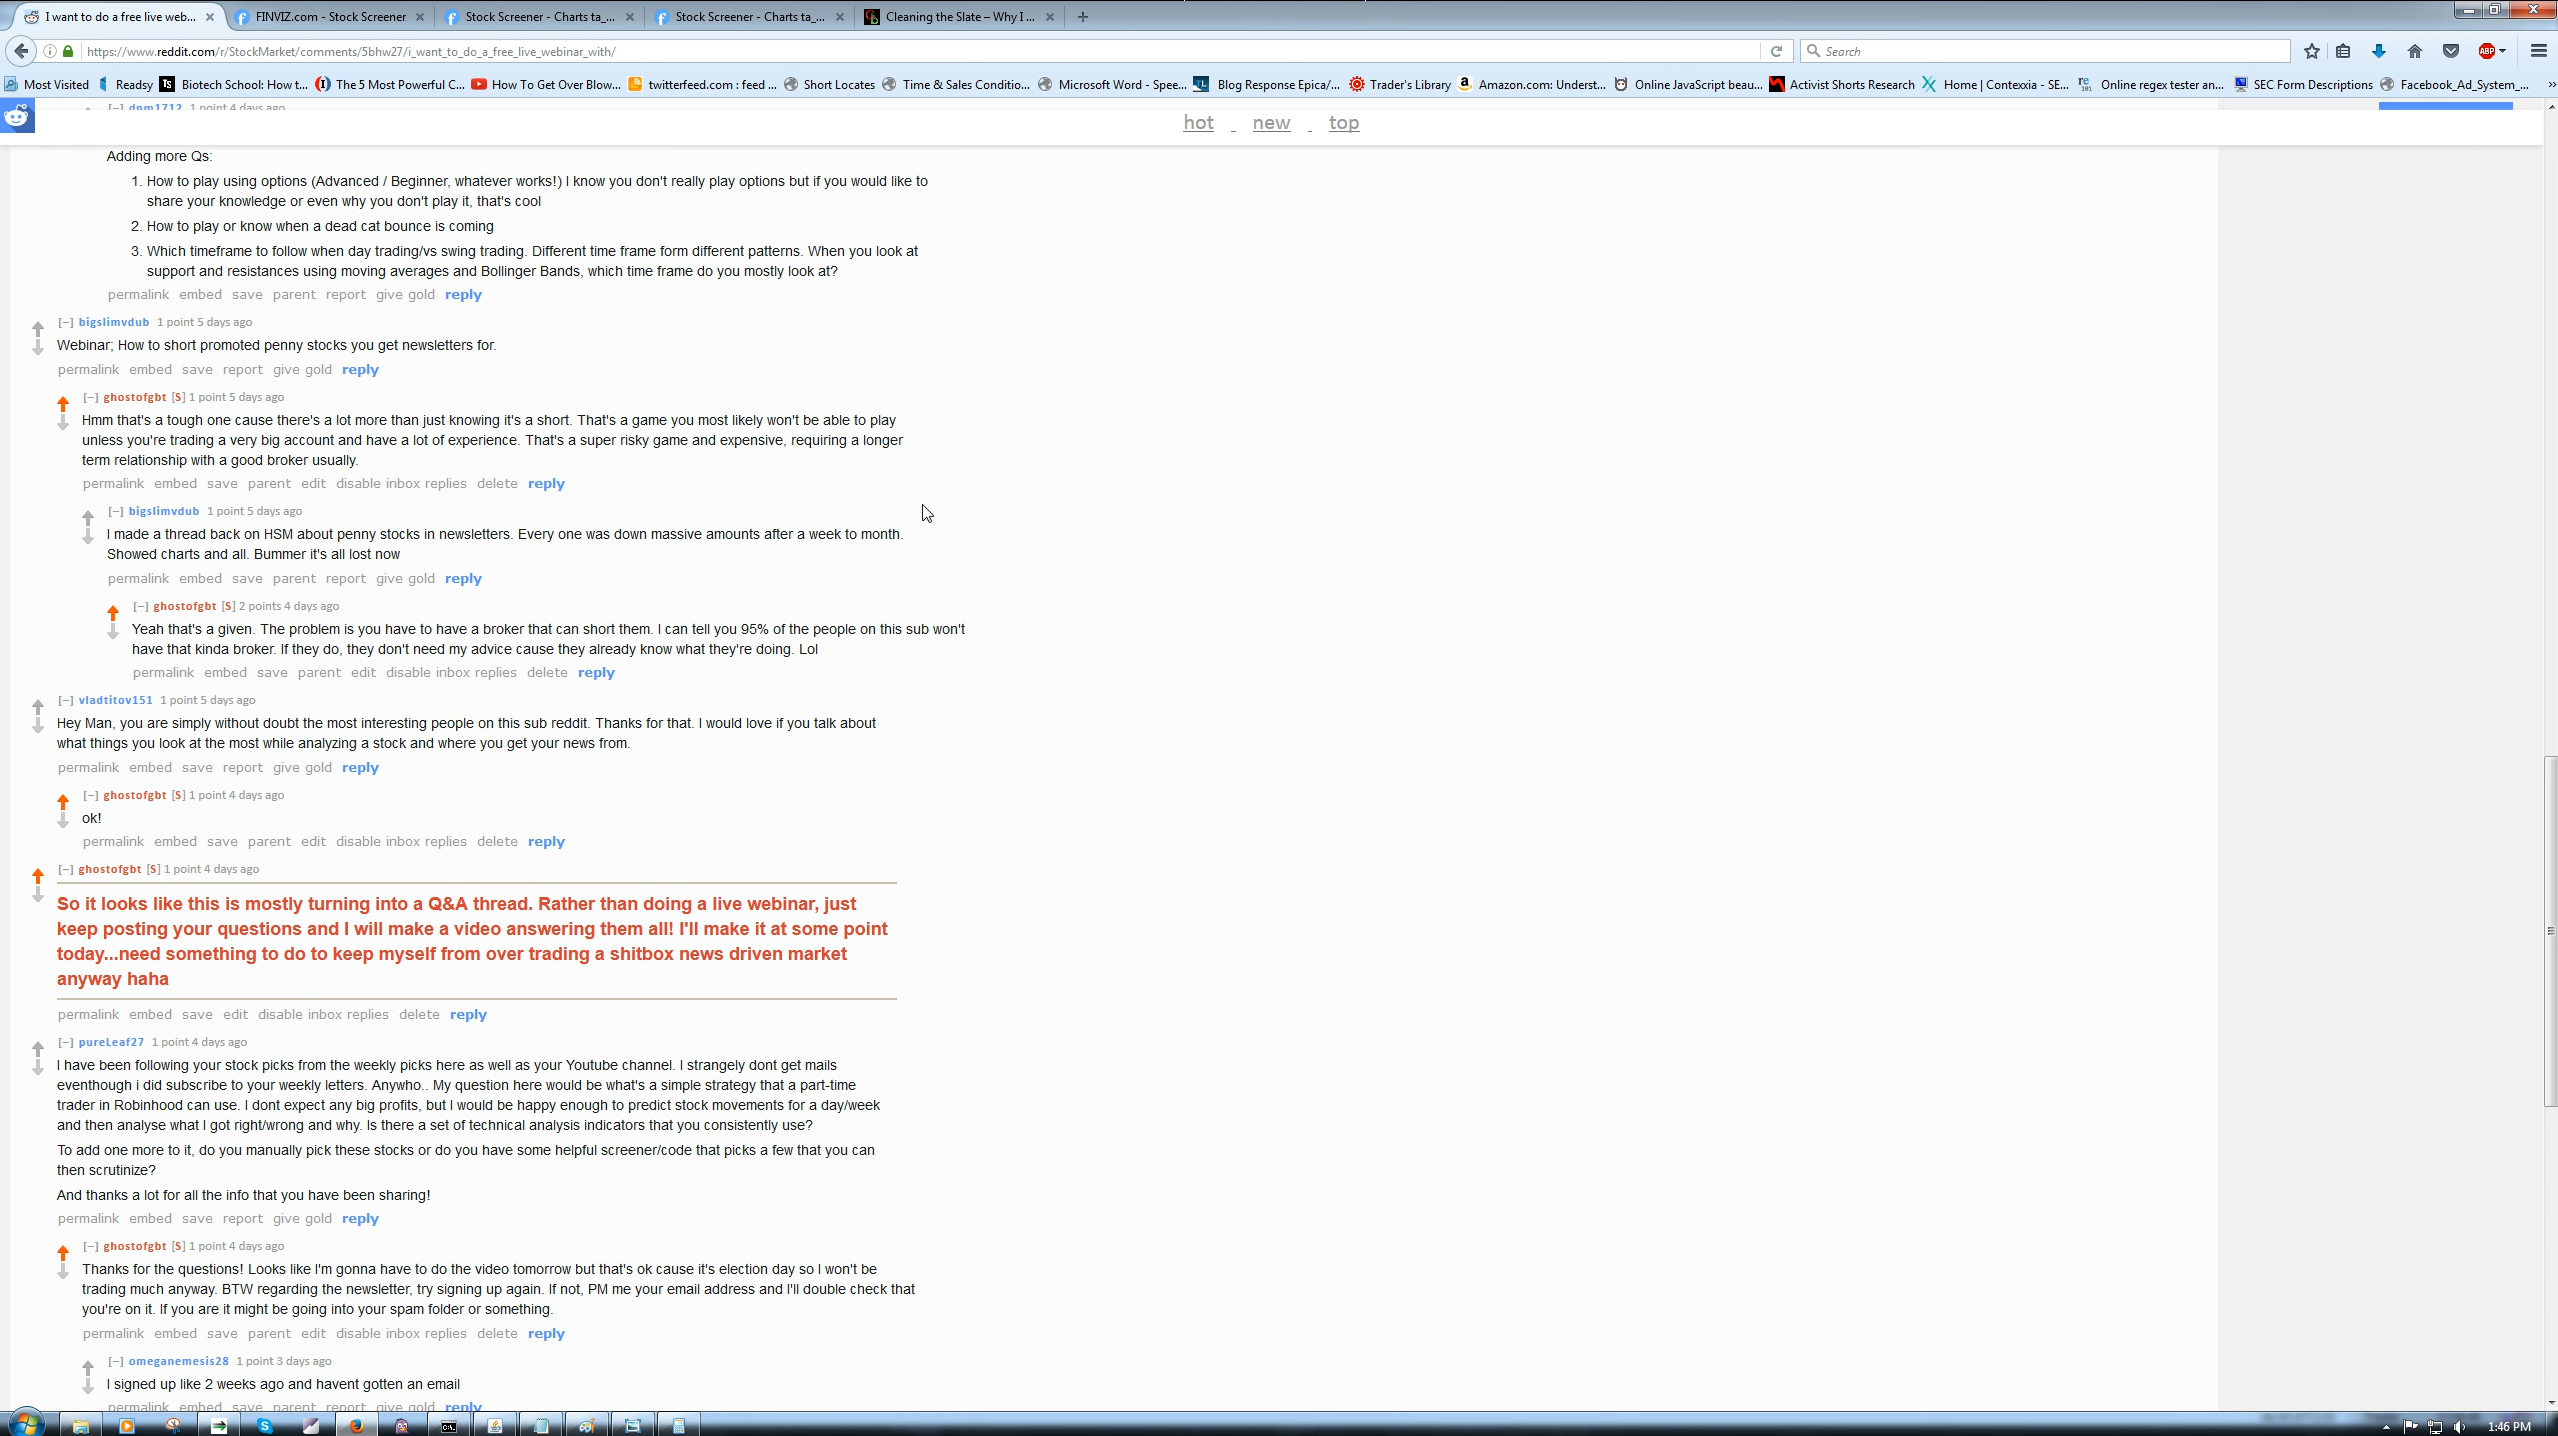 I want to do a free live web...
FINVIZ.com - Stock Screener
Stock Screener - Charts ta_...
Stock Screener - Charts ta_...
Cleaning the Slate – Why I ...
https://www.reddit.com/r/StockMarket/comments/5bhw27/i_want_to_do_a_free_live_webinar_with/
Search
Most Visited Readsy Biotech School: How t... The 5 Most Powerful C... How To Get Over Blow... twitterfeed.com : feed ... Short Locates Time & Sales Conditio... Microsoft Word - Spee... Blog Response Epica/... Trader's Library Amazon.com: Underst... Online JavaScript beau... Activist Shorts Research Home | Contexxia - SE... Online regex tester an... SEC Form Descriptions Facebook_Ad_System_...
[–] dnm1712 1 point 4 days ago
hot new top
Adding more Qs:
1. How to play using options (Advanced / Beginner, whatever works!) I know you don't really play options but if you would like to
share your knowledge or even why you don't play it, that's cool
2. How to play or know when a dead cat bounce is coming
3. Which timeframe to follow when day trading/vs swing trading. Different time frame form different patterns. When you look at
support and resistances using moving averages and Bollinger Bands, which time frame do you mostly look at?
permalink embed save parent report give gold reply
[–] bigslimvdub 1 point 5 days ago
Webinar; How to short promoted penny stocks you get newsletters for.
permalink embed save report give gold reply
[–] ghostofgbt [S] 1 point 5 days ago
Hmm that's a tough one cause there's a lot more than just knowing it's a short. That's a game you most likely won't be able to play
unless you're trading a very big account and have a lot of experience. That's a super risky game and expensive, requiring a longer
term relationship with a good broker usually.
permalink embed save parent edit disable inbox replies delete reply
[–] bigslimvdub 1 point 5 days ago
I made a thread back on HSM about penny stocks in newsletters. Every one was down massive amounts after a week to month.
Showed charts and all. Bummer it's all lost now
permalink embed save parent report give gold reply
[–] ghostofgbt [S] 2 points 4 days ago
Yeah that's a given. The problem is you have to have a broker that can short them. I can tell you 95% of the people on this sub won't
have that kinda broker. If they do, they don't need my advice cause they already know what they're doing. Lol
permalink embed save parent edit disable inbox replies delete reply
[–] vladtitov151 1 point 5 days ago
Hey Man, you are simply without doubt the most interesting people on this sub reddit. Thanks for that. I would love if you talk about
what things you look at the most while analyzing a stock and where you get your news from.
permalink embed save report give gold reply
[–] ghostofgbt [S] 1 point 4 days ago
ok!
permalink embed save parent edit disable inbox replies delete reply
[–] ghostofgbt [S] 1 point 4 days ago
So it looks like this is mostly turning into a Q&A thread. Rather than doing a live webinar, just
keep posting your questions and I will make a video answering them all! I'll make it at some point
today...need something to do to keep myself from over trading a shitbox news driven market
anyway haha
permalink embed save edit disable inbox replies delete reply
[–] pureLeaf27 1 point 4 days ago
I have been following your stock picks from the weekly picks here as well as your Youtube channel. I strangely dont get mails
eventhough i did subscribe to your weekly letters. Anywho.. My question here would be what's a simple strategy that a part-time
trader in Robinhood can use. I dont expect any big profits, but I would be happy enough to predict stock movements for a day/week
and then analyse what I got right/wrong and why. Is there a set of technical analysis indicators that you consistently use?
To add one more to it, do you manually pick these stocks or do you have some helpful screener/code that picks a few that you can
then scrutinize?
And thanks a lot for all the info that you have been sharing!
permalink embed save report give gold reply
[–] ghostofgbt [S] 1 point 4 days ago
Thanks for the questions! Looks like I'm gonna have to do the video tomorrow but that's ok cause it's election day so I won't be
trading much anyway. BTW regarding the newsletter, try signing up again. If not, PM me your email address and I'll double check that
you're on it. If you are it might be going into your spam folder or something.
permalink embed save parent edit disable inbox replies delete reply
[–] omeganemesis28 1 point 3 days ago
I signed up like 2 weeks ago and havent gotten an email
permalink embed save parent report give gold reply
1:46 PM